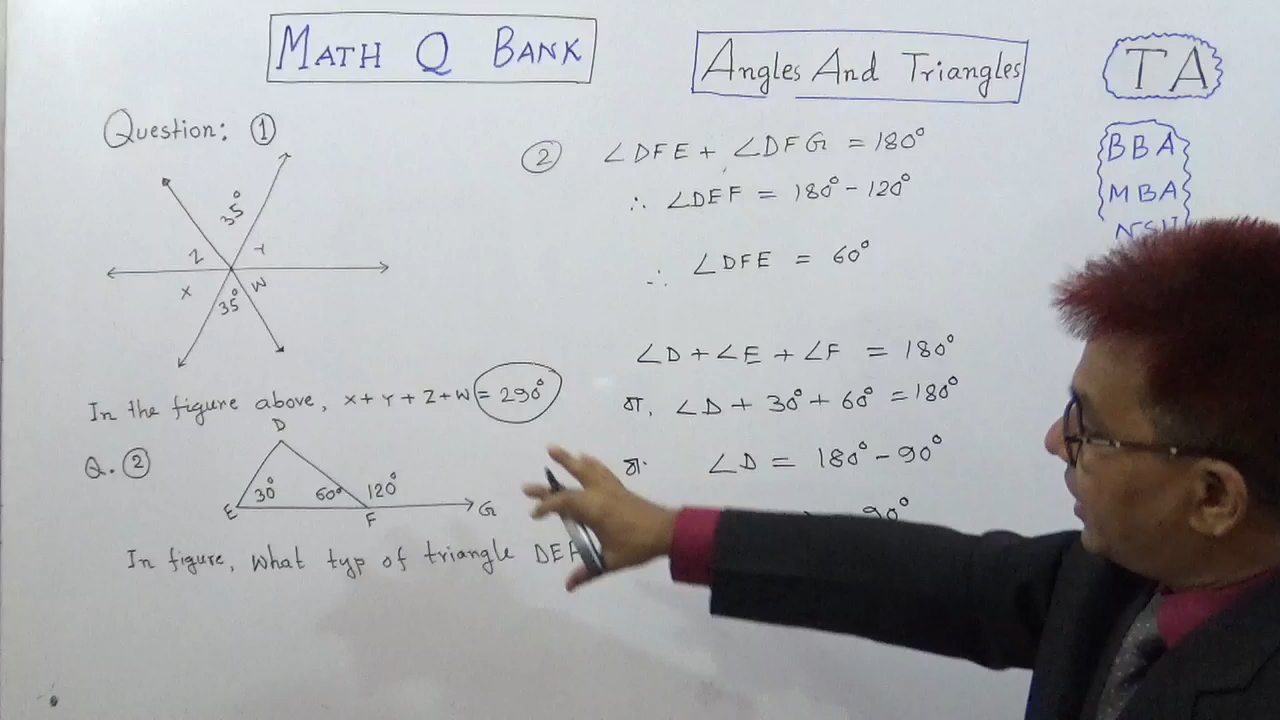 MATH Q BANK
Angles And Triangles
TA
BBA
MBA
Question: 1
35°
Z
Y
X
35°
W
In the figure above, X+Y+Z+W = 290°
Q. 2
D
30°
60°
120°
E
F
G
In figure, What typ of triangle DEF
2
∠DFE + ∠DFG = 180°
∴ ∠DEF = 180° - 120°
∴ ∠DFE = 60°
∠D + ∠E + ∠F = 180°
বা, ∠D + 30° + 60° = 180°
বা, ∠D = 180° - 90°
90°